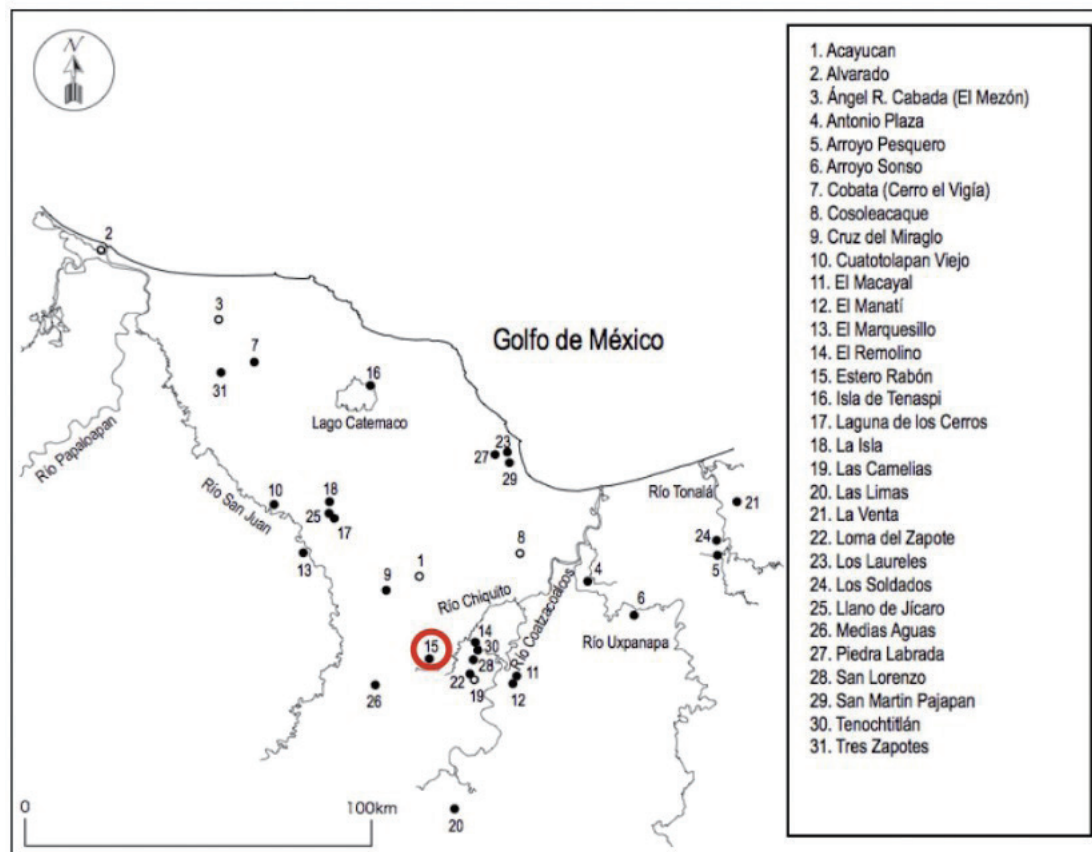 N
1. Acayucan
2. Alvarado
3. Ángel R. Cabada (El Mezón)
4. Antonio Plaza
5. Arroyo Pesquero
6. Arroyo Sonso
7. Cobata (Cerro el Vigía)
8. Cosoleacaque
9. Cruz del Miraglo
10. Cuatotolapan Viejo
11. El Macayal
12. El Manatí
13. El Marquesillo
14. El Remolino
15. Estero Rabón
16. Isla de Tenaspi
17. Laguna de los Cerros
18. La Isla
19. Las Camelias
20. Las Limas
21. La Venta
22. Loma del Zapote
23. Los Laureles
24. Los Soldados
25. Llano de Jícaro
26. Medias Aguas
27. Piedra Labrada
28. San Lorenzo
29. San Martin Pajapan
30. Tenochtitlán
31. Tres Zapotes
2
3
Golfo de México
7
31
16
Lago Catemaco
Río Papaloapan
23
27
29
Río Tonalá
21
10
18
Río San Juan
25
17
24
13
8
5
1
9
4
Río Chiquito
Río Coatzacoalcos
6
Río Uxpanapa
14
15
30
28
22
19
11
12
26
0
100km
20